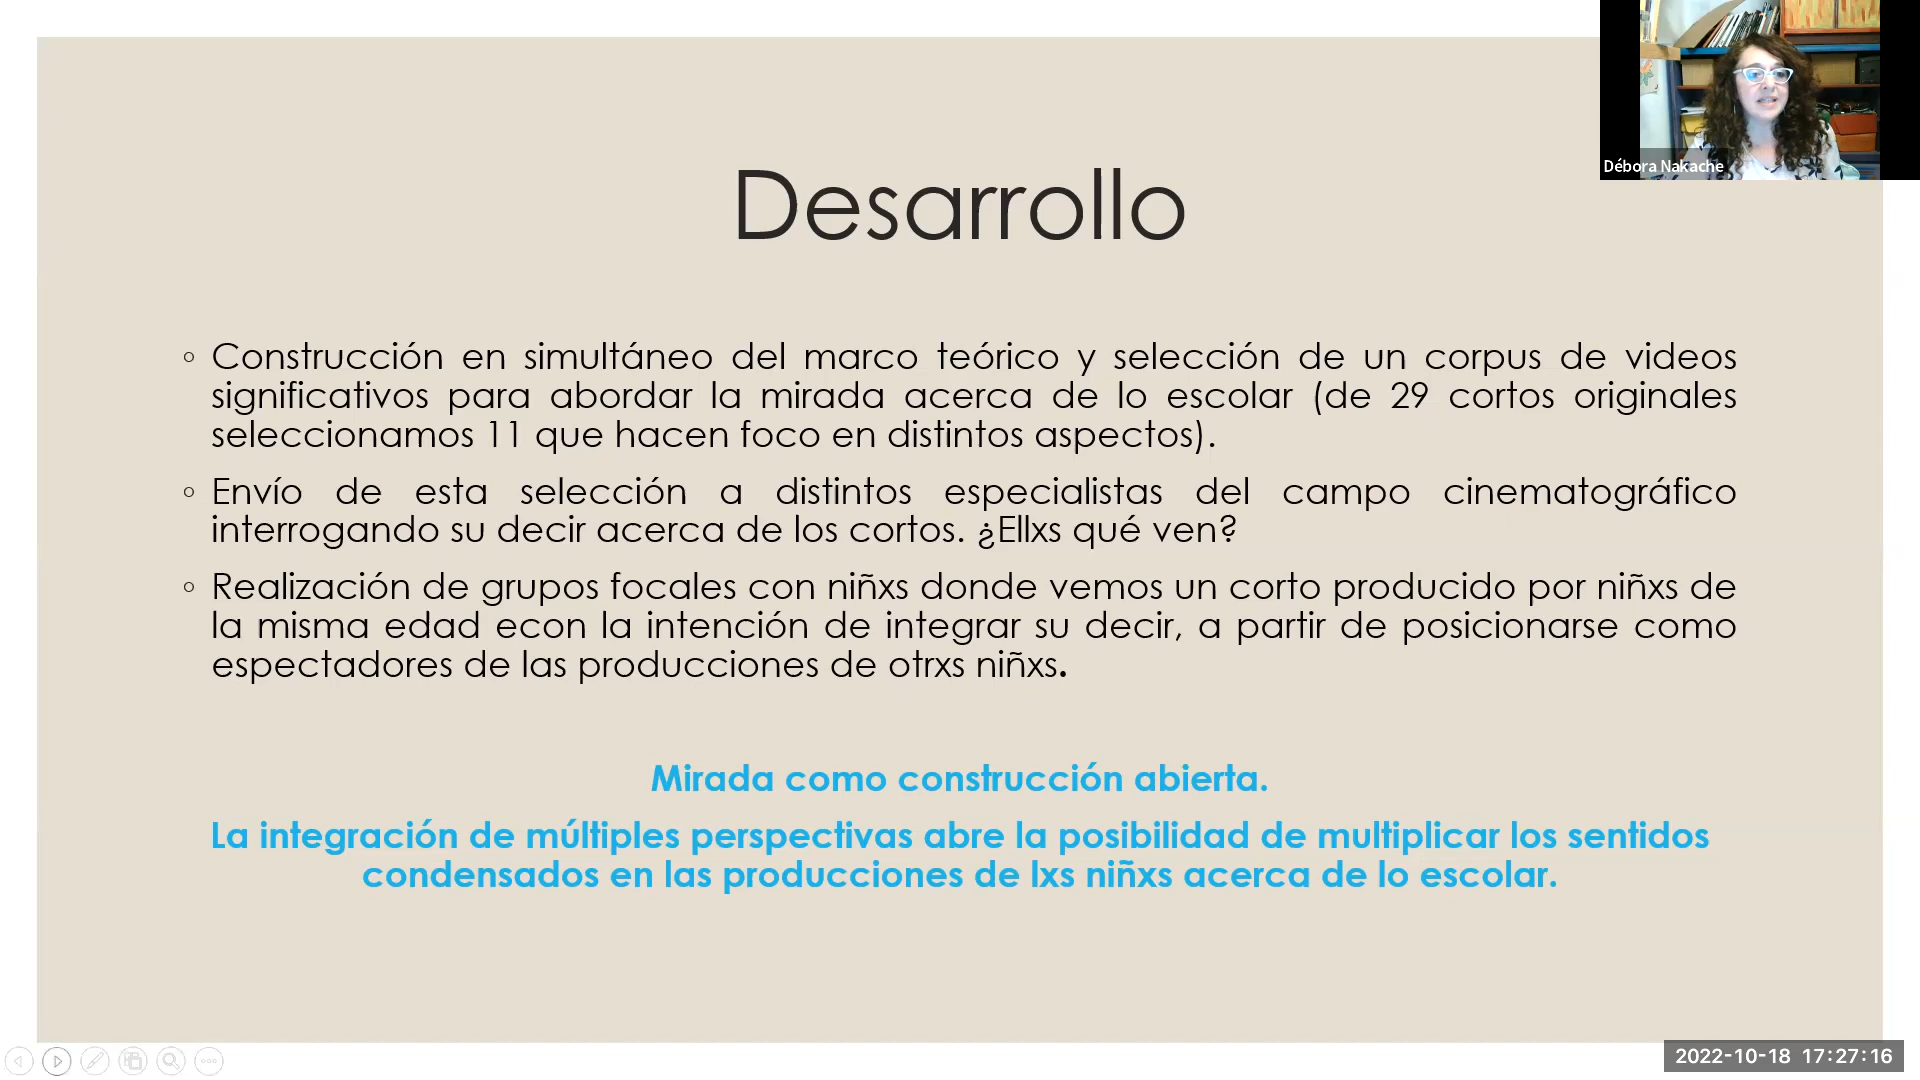 Débora Nakache
Desarrollo
◦ Construcción en simultáneo del marco teórico y selección de un corpus de videos
significativos para abordar la mirada acerca de lo escolar (de 29 cortos originales
seleccionamos 11 que hacen foco en distintos aspectos).
◦ Envío de esta selección a distintos especialistas del campo cinematográfico
interrogando su decir acerca de los cortos. ¿Ellxs qué ven?
◦ Realización de grupos focales con niñxs donde vemos un corto producido por niñxs de
la misma edad econ la intención de integrar su decir, a partir de posicionarse como
espectadores de las producciones de otrxs niñxs.
Mirada como construcción abierta.
La integración de múltiples perspectivas abre la posibilidad de multiplicar los sentidos
condensados en las producciones de lxs niñxs acerca de lo escolar.
2022-10-18 17:27:16